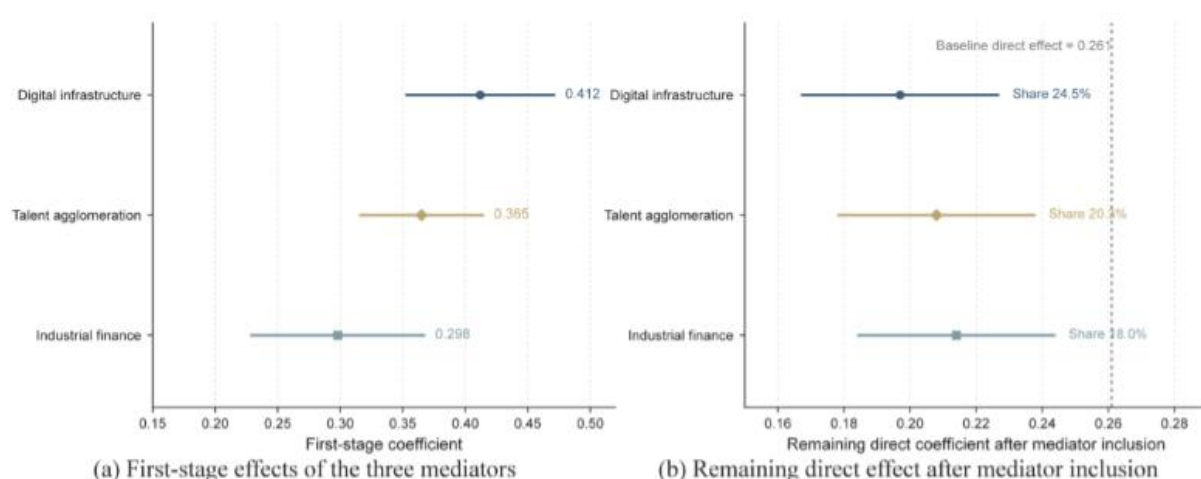 Baseline direct effect = 0.261
Digital infrastructure
0.412
Digital infrastructure
Share 24.5%
Talent agglomeration
0.365
Talent agglomeration
Share 20.3%
Industrial finance
0.298
Industrial finance
Share 18.0%
0.15 0.20 0.25 0.30 0.35 0.40 0.45 0.50
0.16 0.18 0.20 0.22 0.24 0.26 0.28
First-stage coefficient
Remaining direct coefficient after mediator inclusion
(a) First-stage effects of the three mediators
(b) Remaining direct effect after mediator inclusion